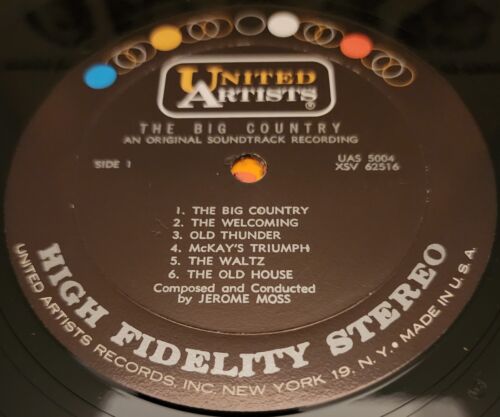 UNITED
ARTISTS®
THE BIG COUNTRY
AN ORIGINAL SOUNDTRACK RECORDING
SIDE 1
UAS 5004
XSV 62516
1. THE BIG COUNTRY
2. THE WELCOMING
3. OLD THUNDER
4. McKAY'S TRIUMPH
5. THE WALTZ
6. THE OLD HOUSE
Composed and Conducted
by JEROME MOSS
HIGH FIDELITY STEREO
UNITED ARTISTS RECORDS, INC. NEW YORK 19, N.Y. • MADE IN U.S.A.